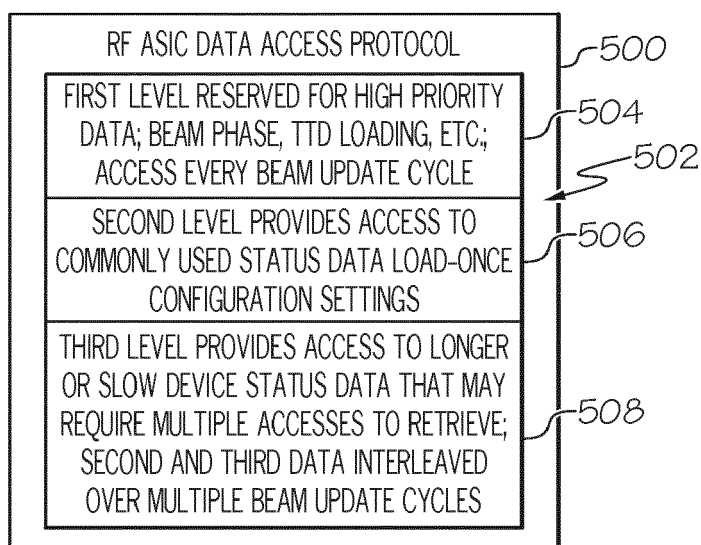 RF ASIC DATA ACCESS PROTOCOL
500
FIRST LEVEL RESERVED FOR HIGH PRIORITY
DATA; BEAM PHASE, TTD LOADING, ETC.;
ACCESS EVERY BEAM UPDATE CYCLE
504
502
SECOND LEVEL PROVIDES ACCESS TO
COMMONLY USED STATUS DATA LOAD-ONCE
CONFIGURATION SETTINGS
506
THIRD LEVEL PROVIDES ACCESS TO LONGER
OR SLOW DEVICE STATUS DATA THAT MAY
REQUIRE MULTIPLE ACCESSES TO RETRIEVE;
SECOND AND THIRD DATA INTERLEAVED
OVER MULTIPLE BEAM UPDATE CYCLES
508